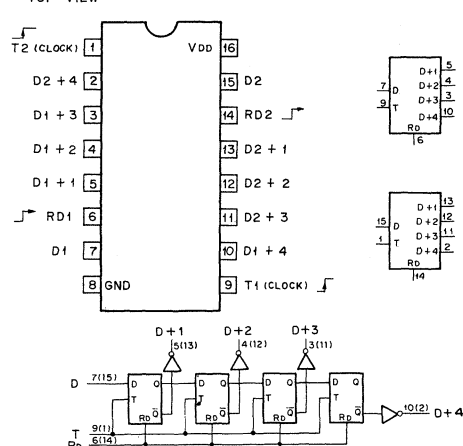 TOP VIEW
T2 (CLOCK) 1
D2 + 4 2
D1 + 3 3
D1 + 2 4
D1 + 1 5
RD1 6
D1 7
8 GND
VDD 16
15 D2
14 RD2
13 D2 + 1
12 D2 + 2
11 D2 + 3
10 D1 + 4
9 T1 (CLOCK)
D+1 5
7 D D+2 4
9 T D+3 3
D+4 10
RD
6
D+1 13
15 D D+2 12
1 T D+3 11
D+4 2
RD
14
D+1 D+2 D+3
5(13) 4(12) 3(11)
D 7(15) D Q D Q D Q D Q
T T T T
RD Q RD Q RD Q RD Q 10(2) D+4
T 9(1)
RD 6(14)